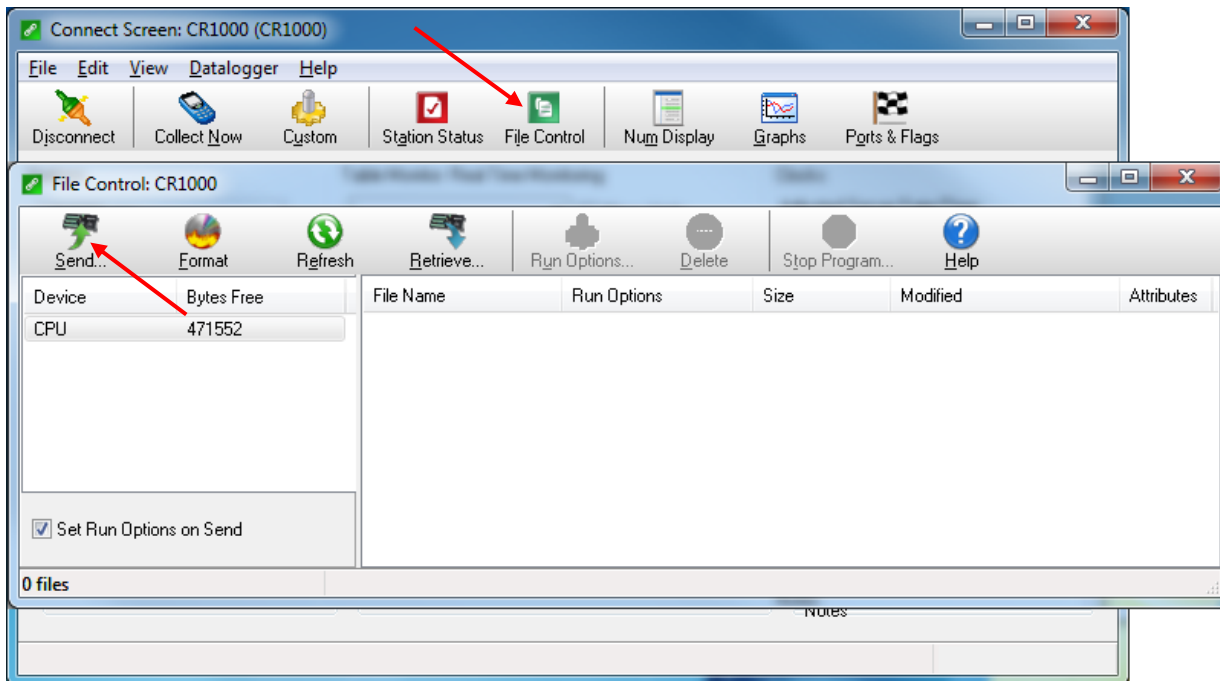 Connect Screen: CR1000 (CR1000)
File Edit View Datalogger Help
Disconnect Collect Now Custom Station Status File Control Num Display Graphs Ports & Flags
File Control: CR1000
Send... Format Refresh Retrieve... Run Options... Delete Stop Program... Help
Device Bytes Free File Name Run Options Size Modified Attributes
CPU 471552
Set Run Options on Send
0 files
Notes